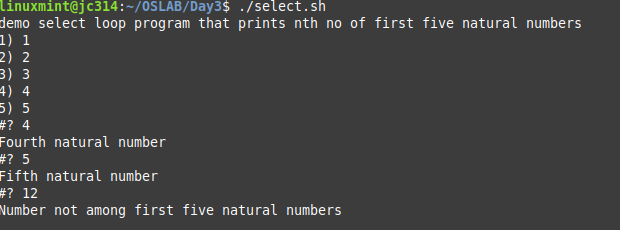 linuxmint@jc314:~/OSLAB/Day3$ ./select.sh
demo select loop program that prints nth no of first five natural numbers
1) 1
2) 2
3) 3
4) 4
5) 5
#? 4
Fourth natural number
#? 5
Fifth natural number
#? 12
Number not among first five natural numbers